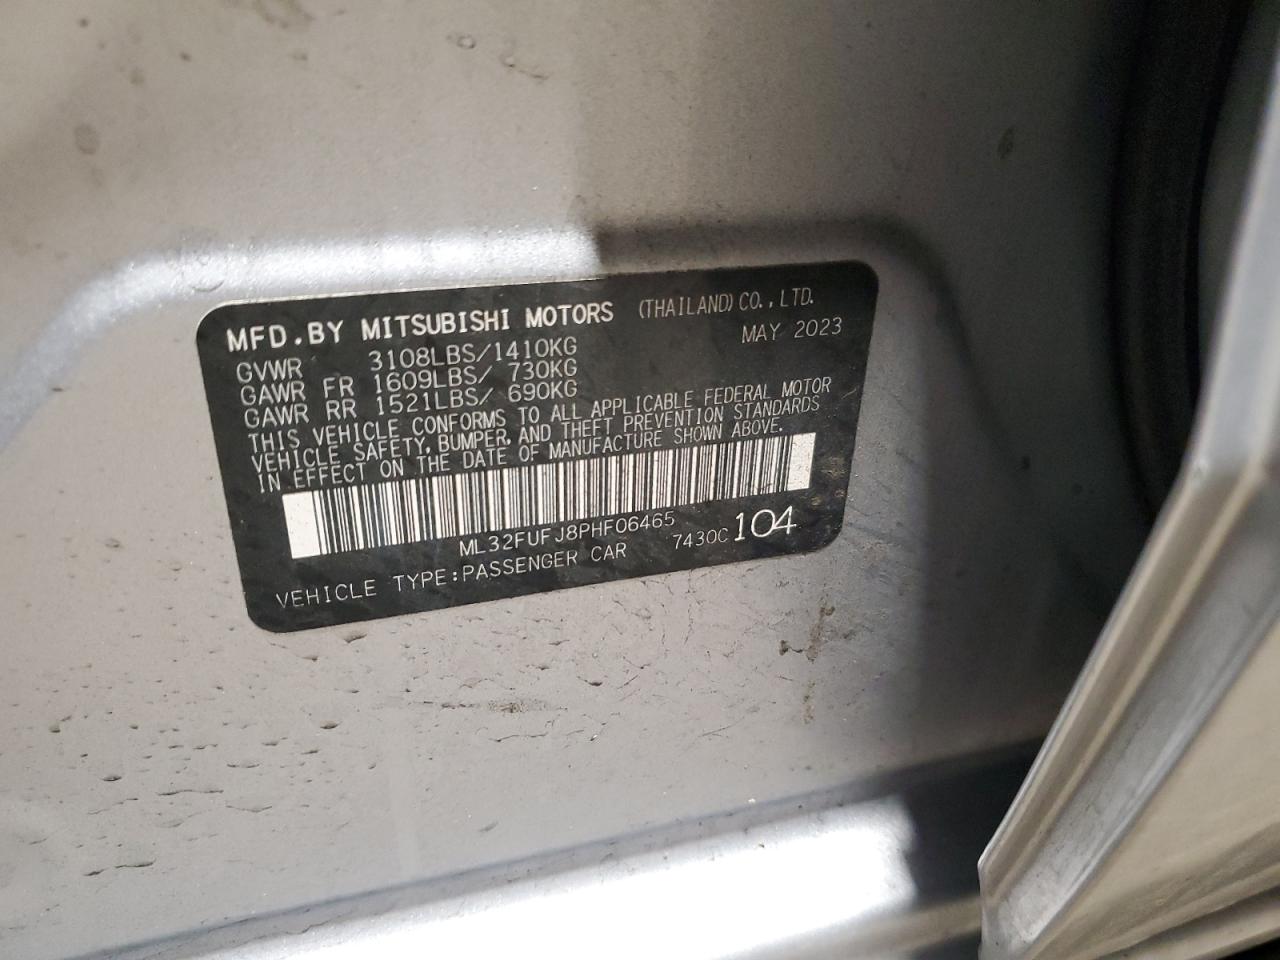 MFD.BY MITSUBISHI MOTORS (THAILAND) CO.,LTD.
MAY 2023
GVWR 3108LBS/1410KG
GAWR FR 1609LBS/ 730KG
GAWR RR 1521LBS/ 690KG
THIS VEHICLE CONFORMS TO ALL APPLICABLE FEDERAL MOTOR
VEHICLE SAFETY, BUMPER, AND THEFT PREVENTION STANDARDS
IN EFFECT ON THE DATE OF MANUFACTURE SHOWN ABOVE.
ML32FUFJ8PHF06465
VEHICLE TYPE:PASSENGER CAR 7430C 104